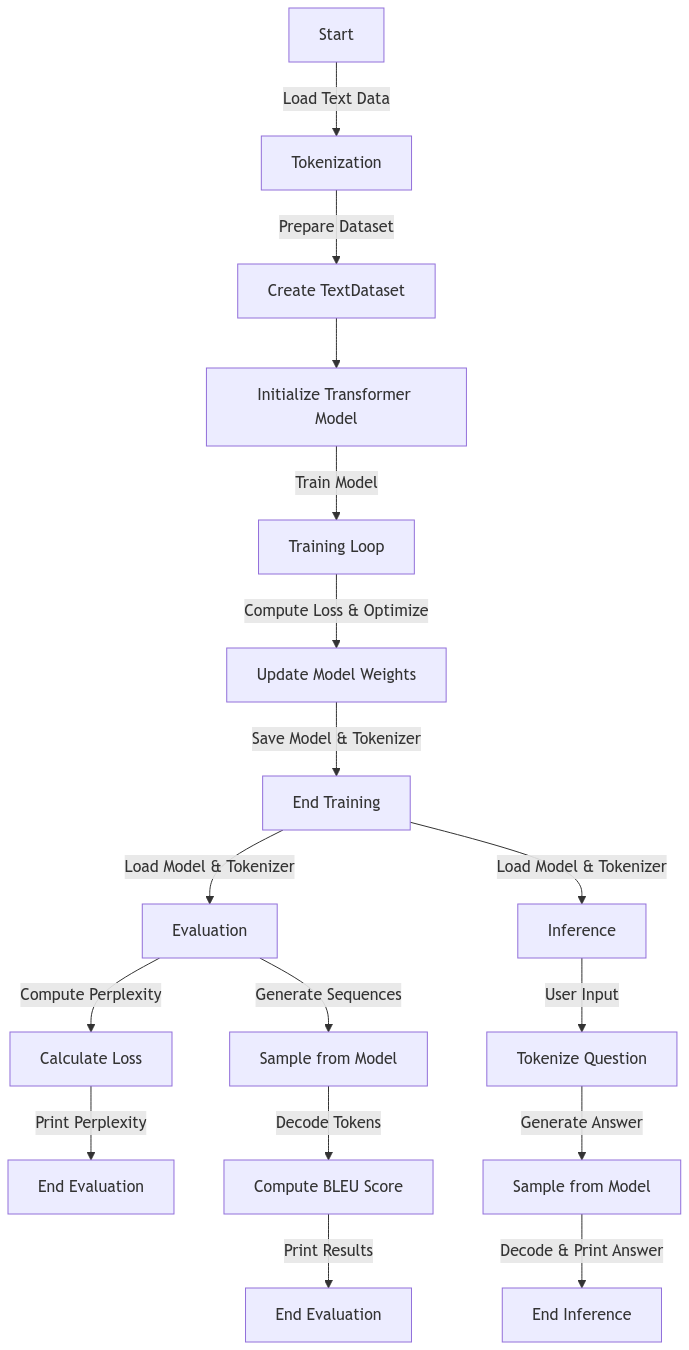 Start
Load Text Data
Tokenization
Prepare Dataset
Create TextDataset
Initialize Transformer
Model
Train Model
Training Loop
Compute Loss & Optimize
Update Model Weights
Save Model & Tokenizer
End Training
Load Model & Tokenizer
Load Model & Tokenizer
Evaluation
Inference
Compute Perplexity
Generate Sequences
User Input
Calculate Loss
Sample from Model
Tokenize Question
Print Perplexity
Decode Tokens
Generate Answer
End Evaluation
Compute BLEU Score
Sample from Model
Print Results
Decode & Print Answer
End Evaluation
End Inference